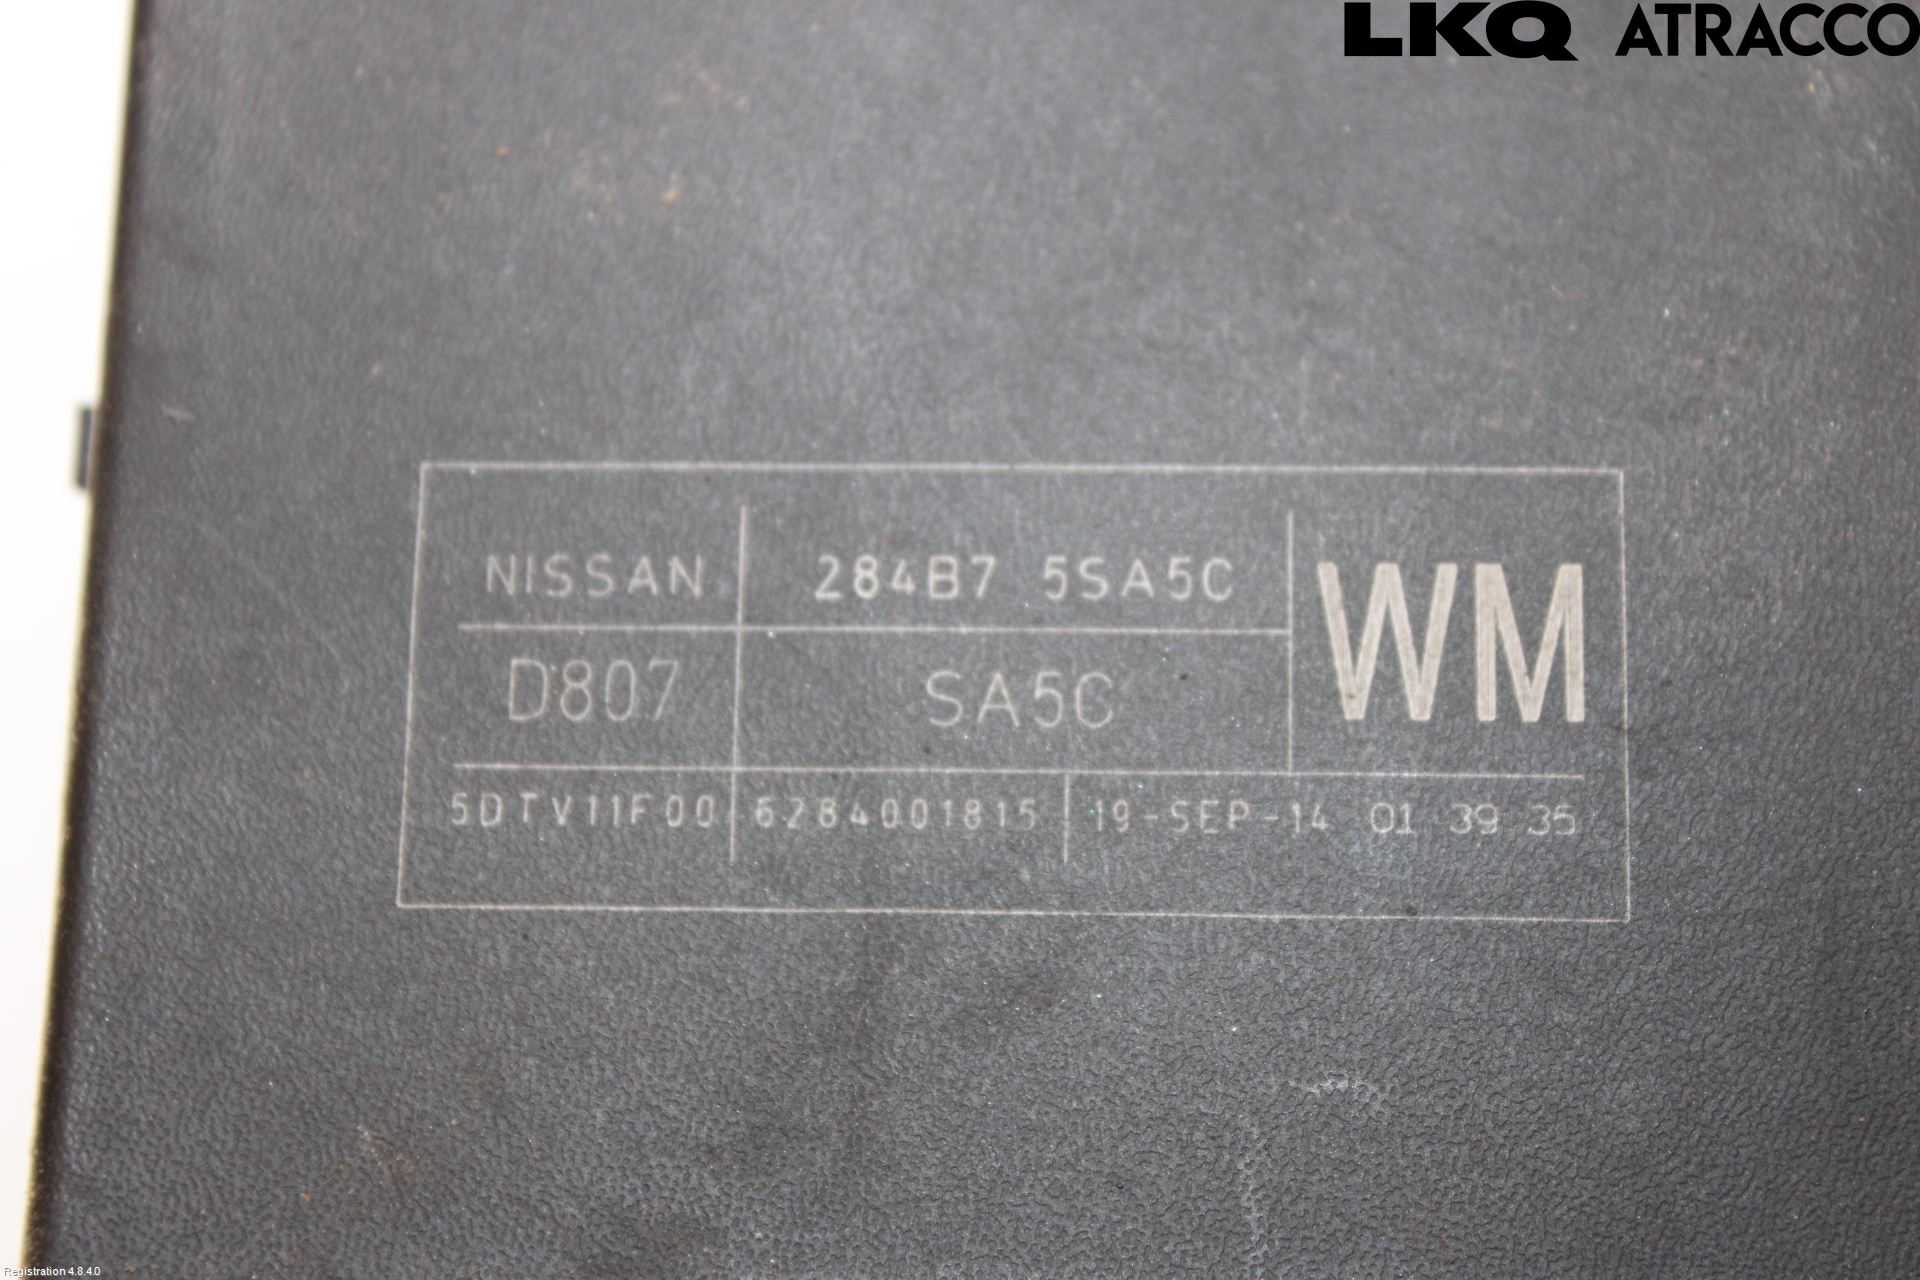 LKQ ATRACCO
NISSAN 284B7 5SA5C WM
D807 SA5C
5DTV11F00 6284001815 19-SEP-14 01 39 35
Registration 4.8.4.0